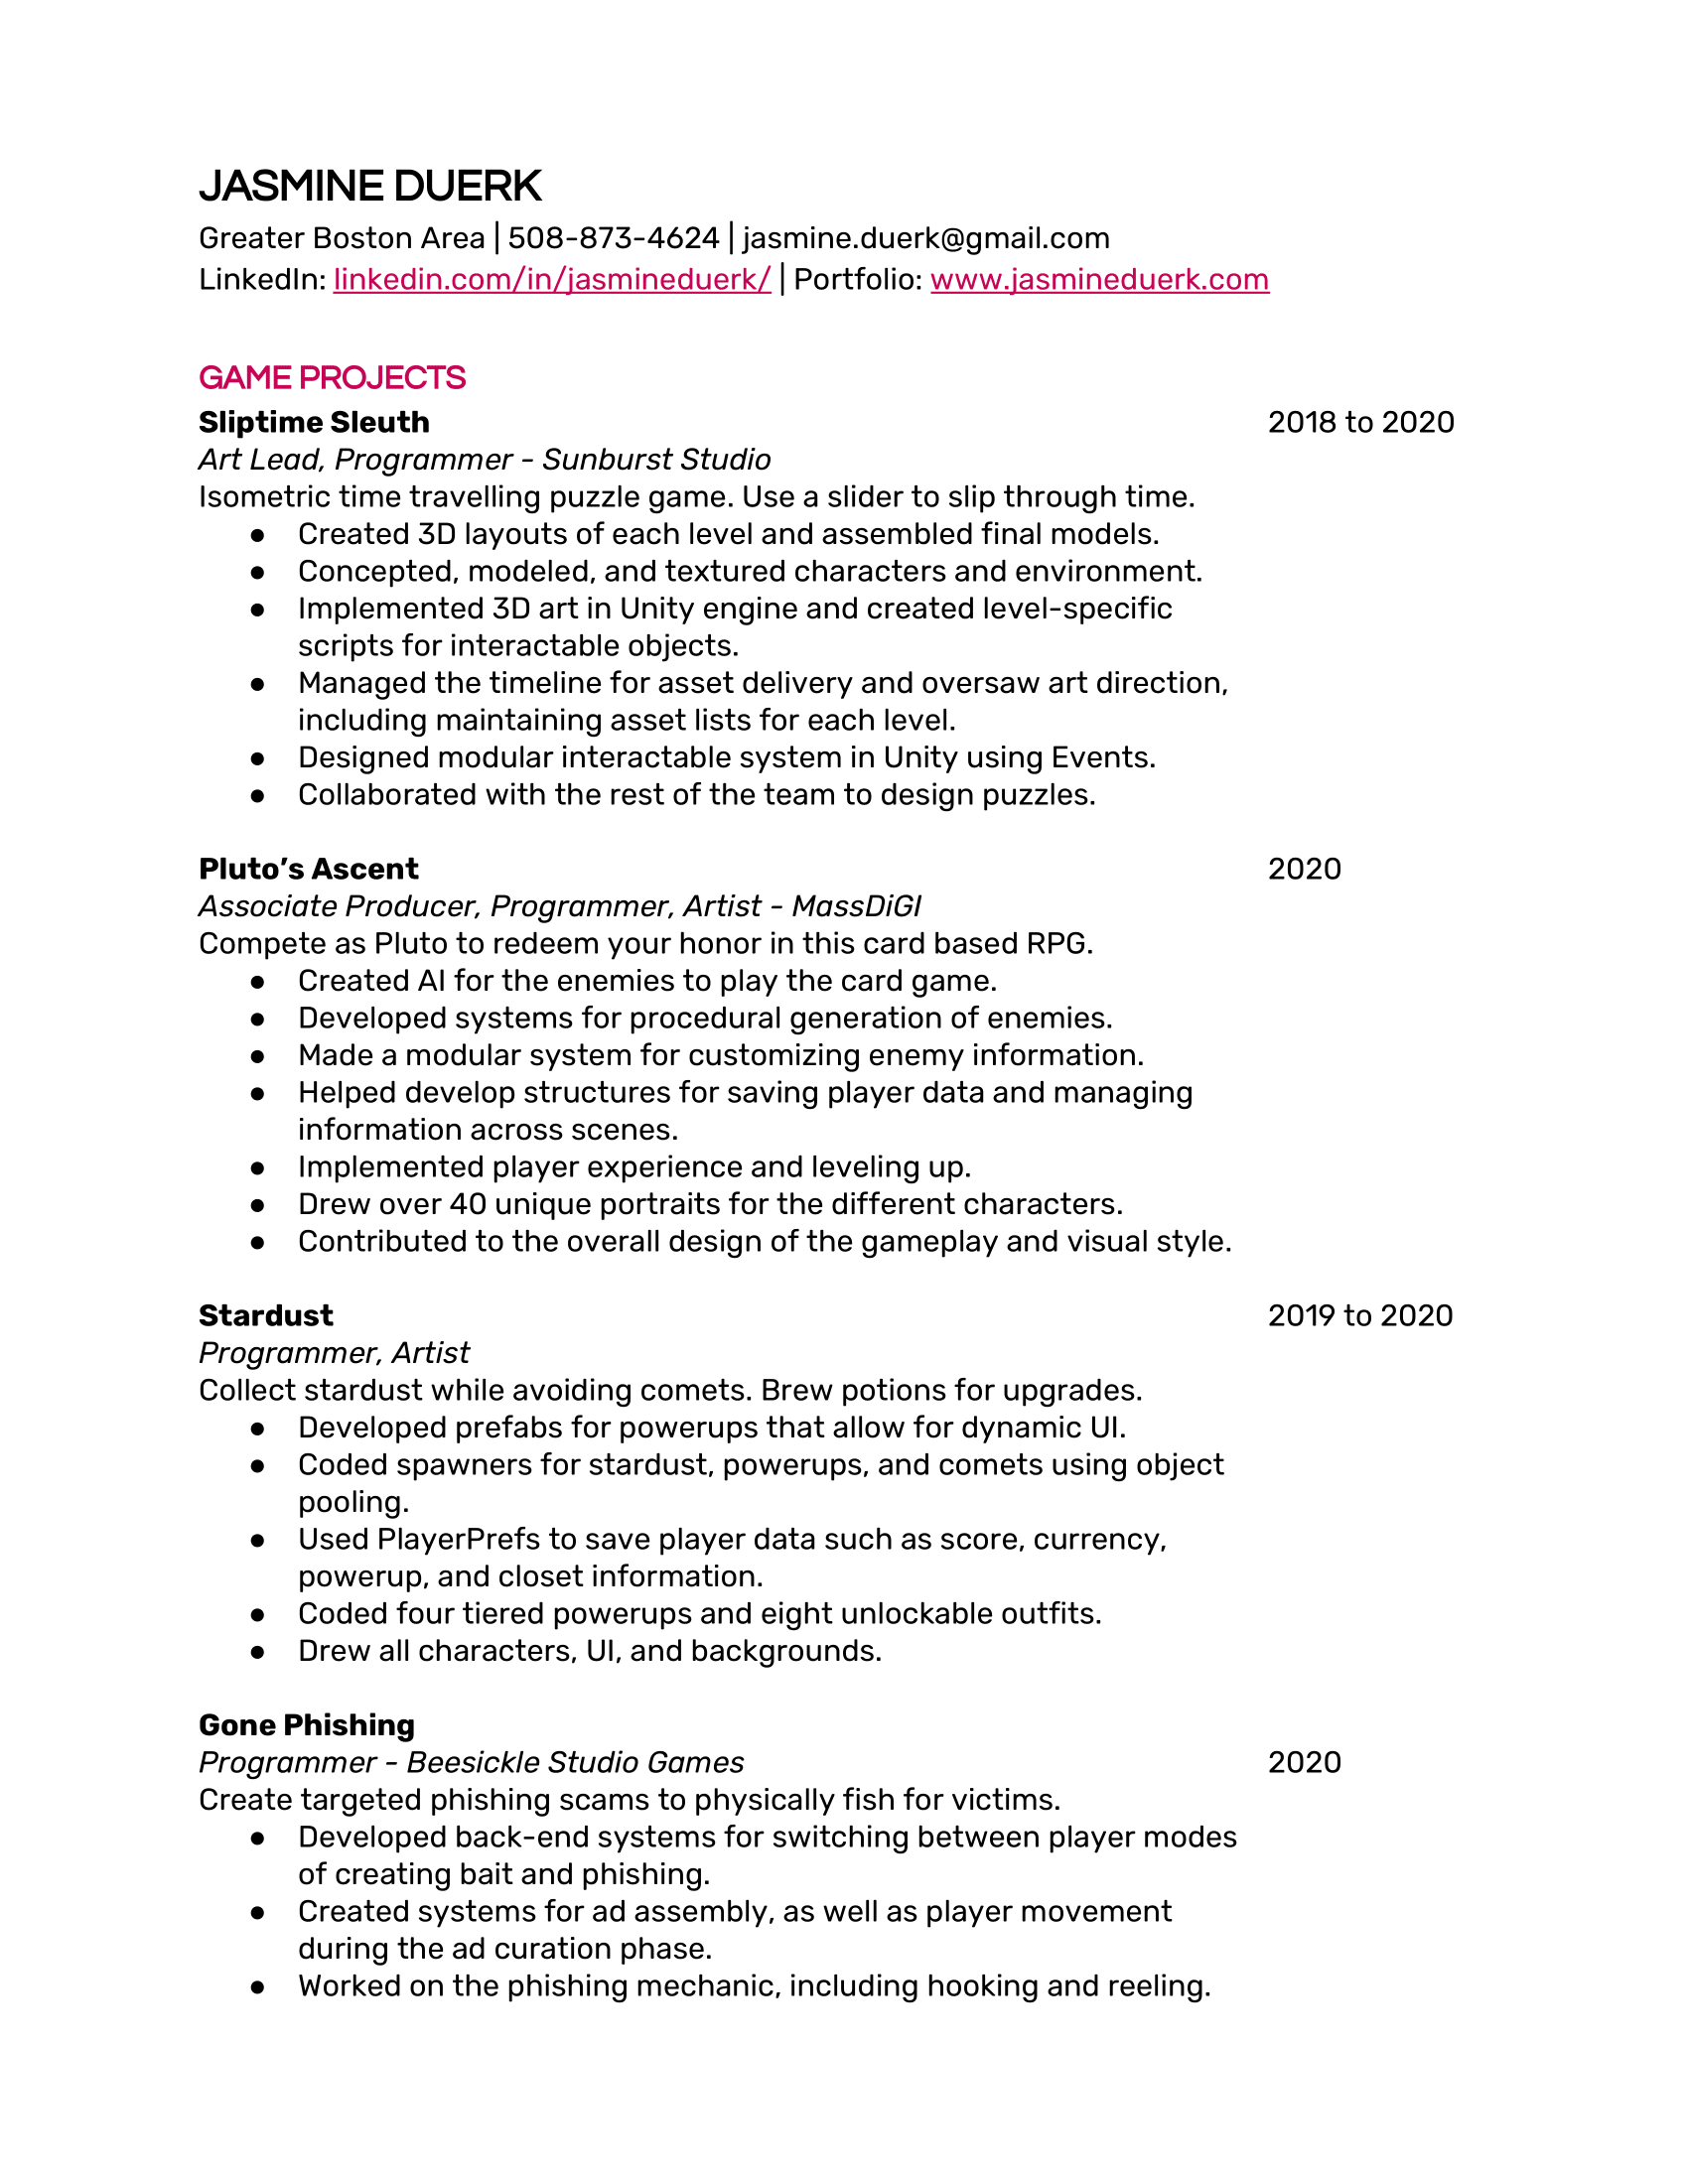 JASMINE DUERK
Greater Boston Area | 508-873-4624 | jasmine.duerk@gmail.com
LinkedIn: linkedin.com/in/jasmineduerk/ | Portfolio: www.jasmineduerk.com
GAME PROJECTS
Sliptime Sleuth 2018 to 2020
Art Lead, Programmer - Sunburst Studio
Isometric time travelling puzzle game. Use a slider to slip through time.
● Created 3D layouts of each level and assembled final models.
● Concepted, modeled, and textured characters and environment.
● Implemented 3D art in Unity engine and created level-specific
scripts for interactable objects.
● Managed the timeline for asset delivery and oversaw art direction,
including maintaining asset lists for each level.
● Designed modular interactable system in Unity using Events.
● Collaborated with the rest of the team to design puzzles.
Pluto’s Ascent 2020
Associate Producer, Programmer, Artist - MassDiGI
Compete as Pluto to redeem your honor in this card based RPG.
● Created AI for the enemies to play the card game.
● Developed systems for procedural generation of enemies.
● Made a modular system for customizing enemy information.
● Helped develop structures for saving player data and managing
information across scenes.
● Implemented player experience and leveling up.
● Drew over 40 unique portraits for the different characters.
● Contributed to the overall design of the gameplay and visual style.
Stardust 2019 to 2020
Programmer, Artist
Collect stardust while avoiding comets. Brew potions for upgrades.
● Developed prefabs for powerups that allow for dynamic UI.
● Coded spawners for stardust, powerups, and comets using object
pooling.
● Used PlayerPrefs to save player data such as score, currency,
powerup, and closet information.
● Coded four tiered powerups and eight unlockable outfits.
● Drew all characters, UI, and backgrounds.
Gone Phishing
Programmer - Beesickle Studio Games 2020
Create targeted phishing scams to physically fish for victims.
● Developed back-end systems for switching between player modes
of creating bait and phishing.
● Created systems for ad assembly, as well as player movement
during the ad curation phase.
● Worked on the phishing mechanic, including hooking and reeling.